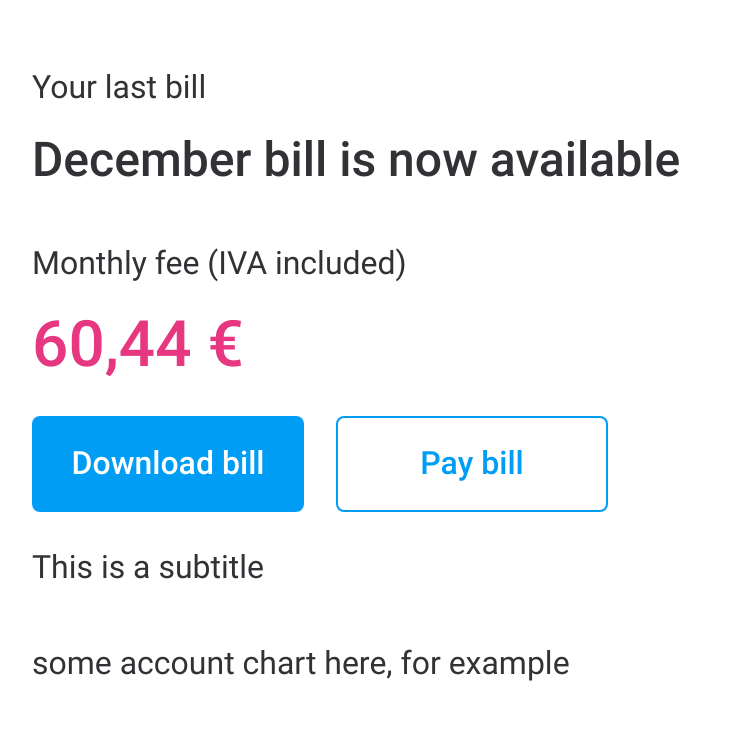 Your last bill
December bill is now available
Monthly fee (IVA included)
60,44 €
Download bill
Pay bill
This is a subtitle
some account chart here, for example